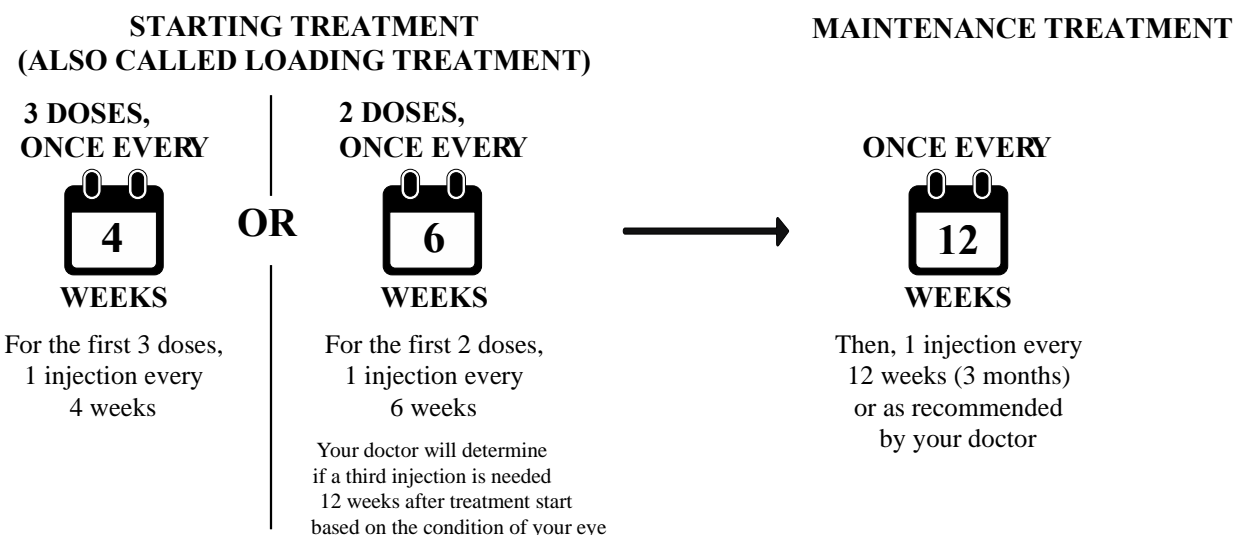 STARTING TREATMENT
(ALSO CALLED LOADING TREATMENT)
3 DOSES,
ONCE EVERY
4
WEEKS
For the first 3 doses,
1 injection every
4 weeks
OR
2 DOSES,
ONCE EVERY
6
WEEKS
For the first 2 doses,
1 injection every
6 weeks
Your doctor will determine
if a third injection is needed
12 weeks after treatment start
based on the condition of your eye
MAINTENANCE TREATMENT
ONCE EVERY
12
WEEKS
Then, 1 injection every
12 weeks (3 months)
or as recommended
by your doctor